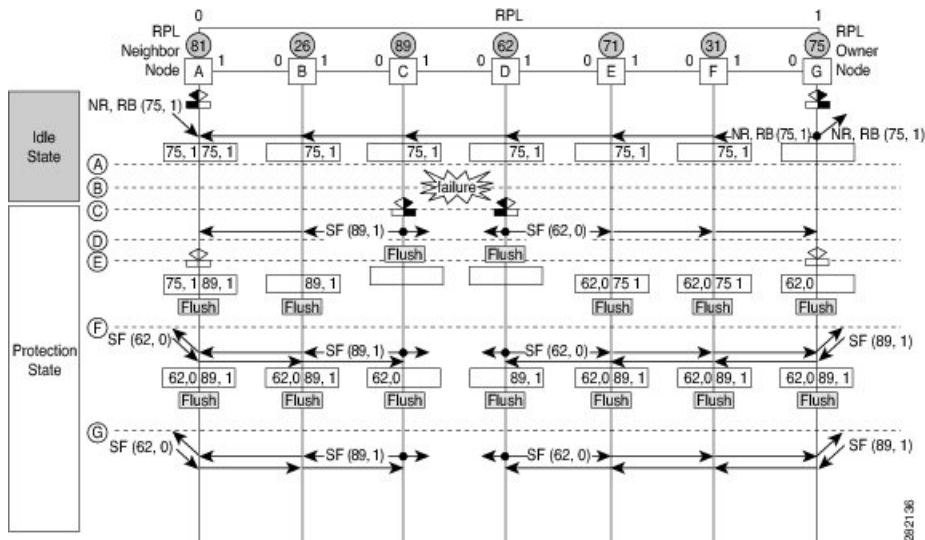 0 RPL 1
RPL Neighbor Node
81 26 89 62 71 31 75
RPL Owner Node
A 1 0 B 1 0 C 1 0 D 1 0 E 1 0 F 1 0 G
Idle State
NR, RB (75, 1)
NR, RB (75, 1) NR, RB (75, 1)
75, 1 75, 1 75, 1 75, 1 75, 1 75, 1 75, 1
A
B
failure
C
SF (89, 1) SF (62, 0)
D
Flush Flush
E
75, 1 89, 1 89, 1 62,0 75 1 62,0 75 1 62,0
Flush Flush Flush Flush Flush
Protection State
F
SF (62, 0) SF (89, 1) SF (62, 0) SF (89, 1)
62,0 89, 1 62,0 89, 1 62,0 89, 1 62,0 89, 1 62,0 89, 1 62,0 89, 1
Flush Flush Flush Flush Flush Flush Flush
G
SF (62, 0) SF (89, 1) SF (62, 0) SF (89, 1)
282136